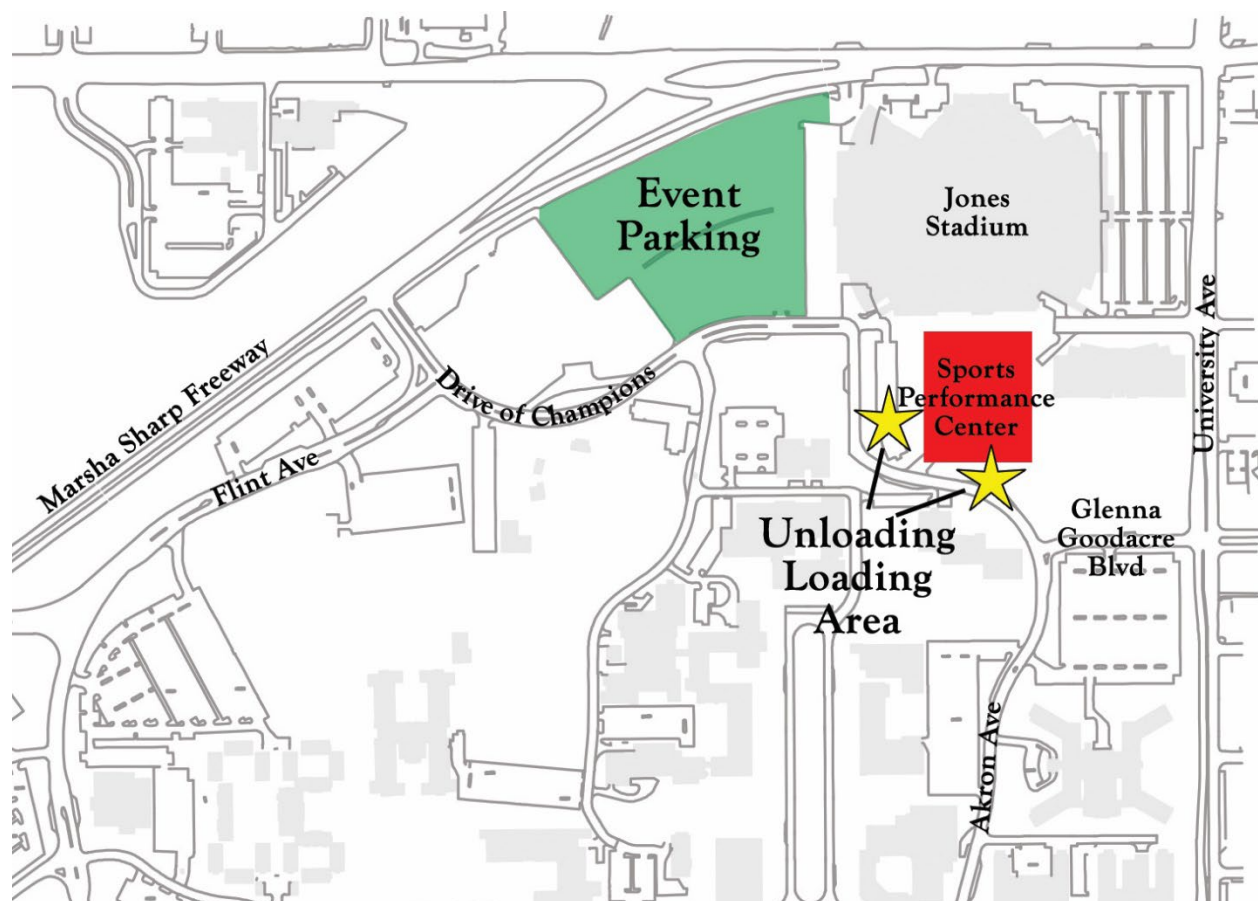 Event
Parking
Jones
Stadium
University Ave
Sports
Performance
Center
Drive of Champions
Marsha Sharp Freeway
Flint Ave
Glenna
Goodacre
Blvd
Unloading
Loading
Area
Akron Ave